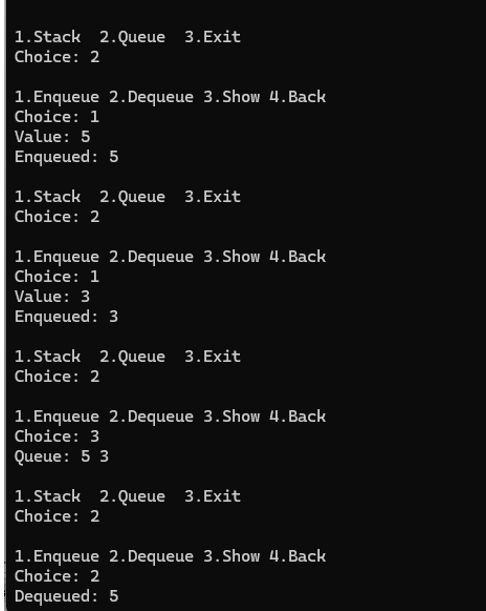 1.Stack  2.Queue  3.Exit
Choice: 2
1.Enqueue 2.Dequeue 3.Show 4.Back
Choice: 1
Value: 5
Enqueued: 5
1.Stack  2.Queue  3.Exit
Choice: 2
1.Enqueue 2.Dequeue 3.Show 4.Back
Choice: 1
Value: 3
Enqueued: 3
1.Stack  2.Queue  3.Exit
Choice: 2
1.Enqueue 2.Dequeue 3.Show 4.Back
Choice: 3
Queue: 5 3
1.Stack  2.Queue  3.Exit
Choice: 2
1.Enqueue 2.Dequeue 3.Show 4.Back
Choice: 2
Dequeued: 5